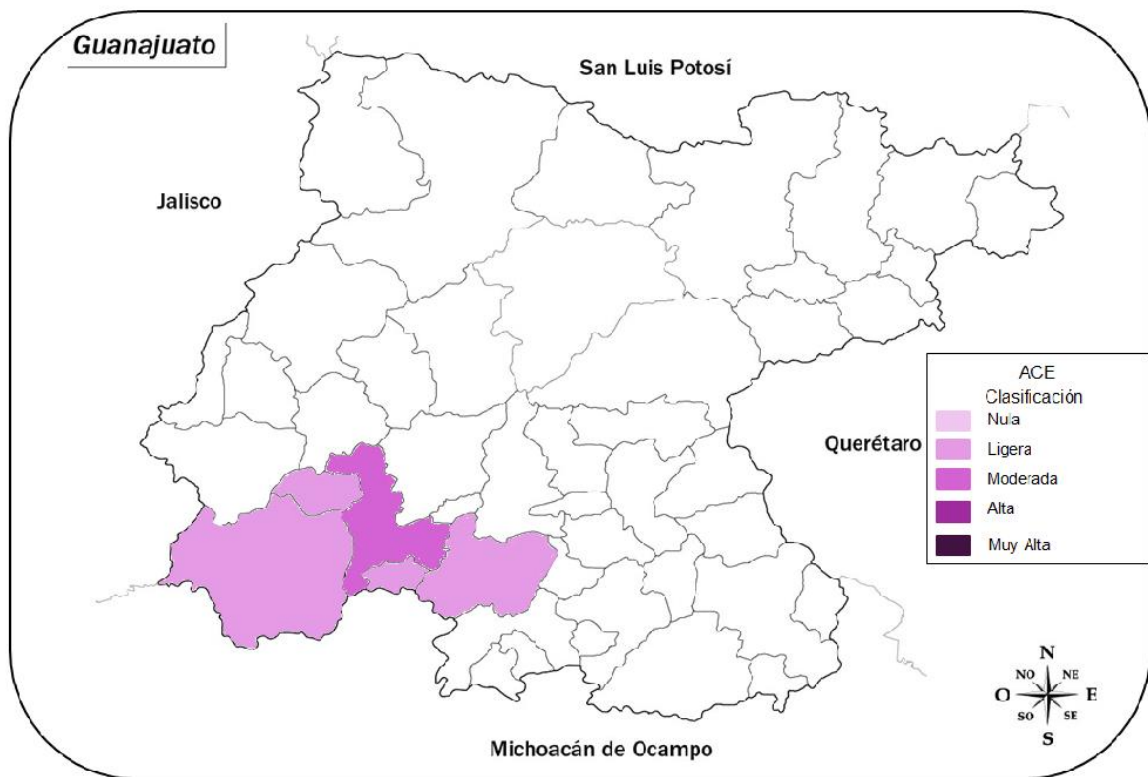 Guanajuato
San Luis Potosí
Jalisco
Querétaro
ACE
Clasificación
Nula
Ligera
Moderada
Alta
Muy Alta
N
NO NE
O E
SO SE
S
Michoacán de Ocampo